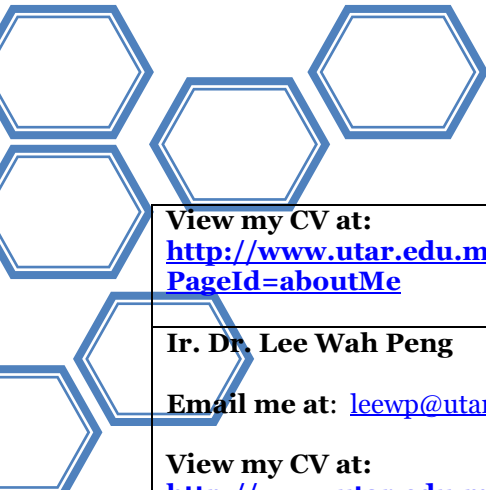 View my CV at:
http://www.utar.edu.m
PageId=aboutMe
Ir. Dr. Lee Wah Peng
Email me at: leewp@utar
View my CV at: